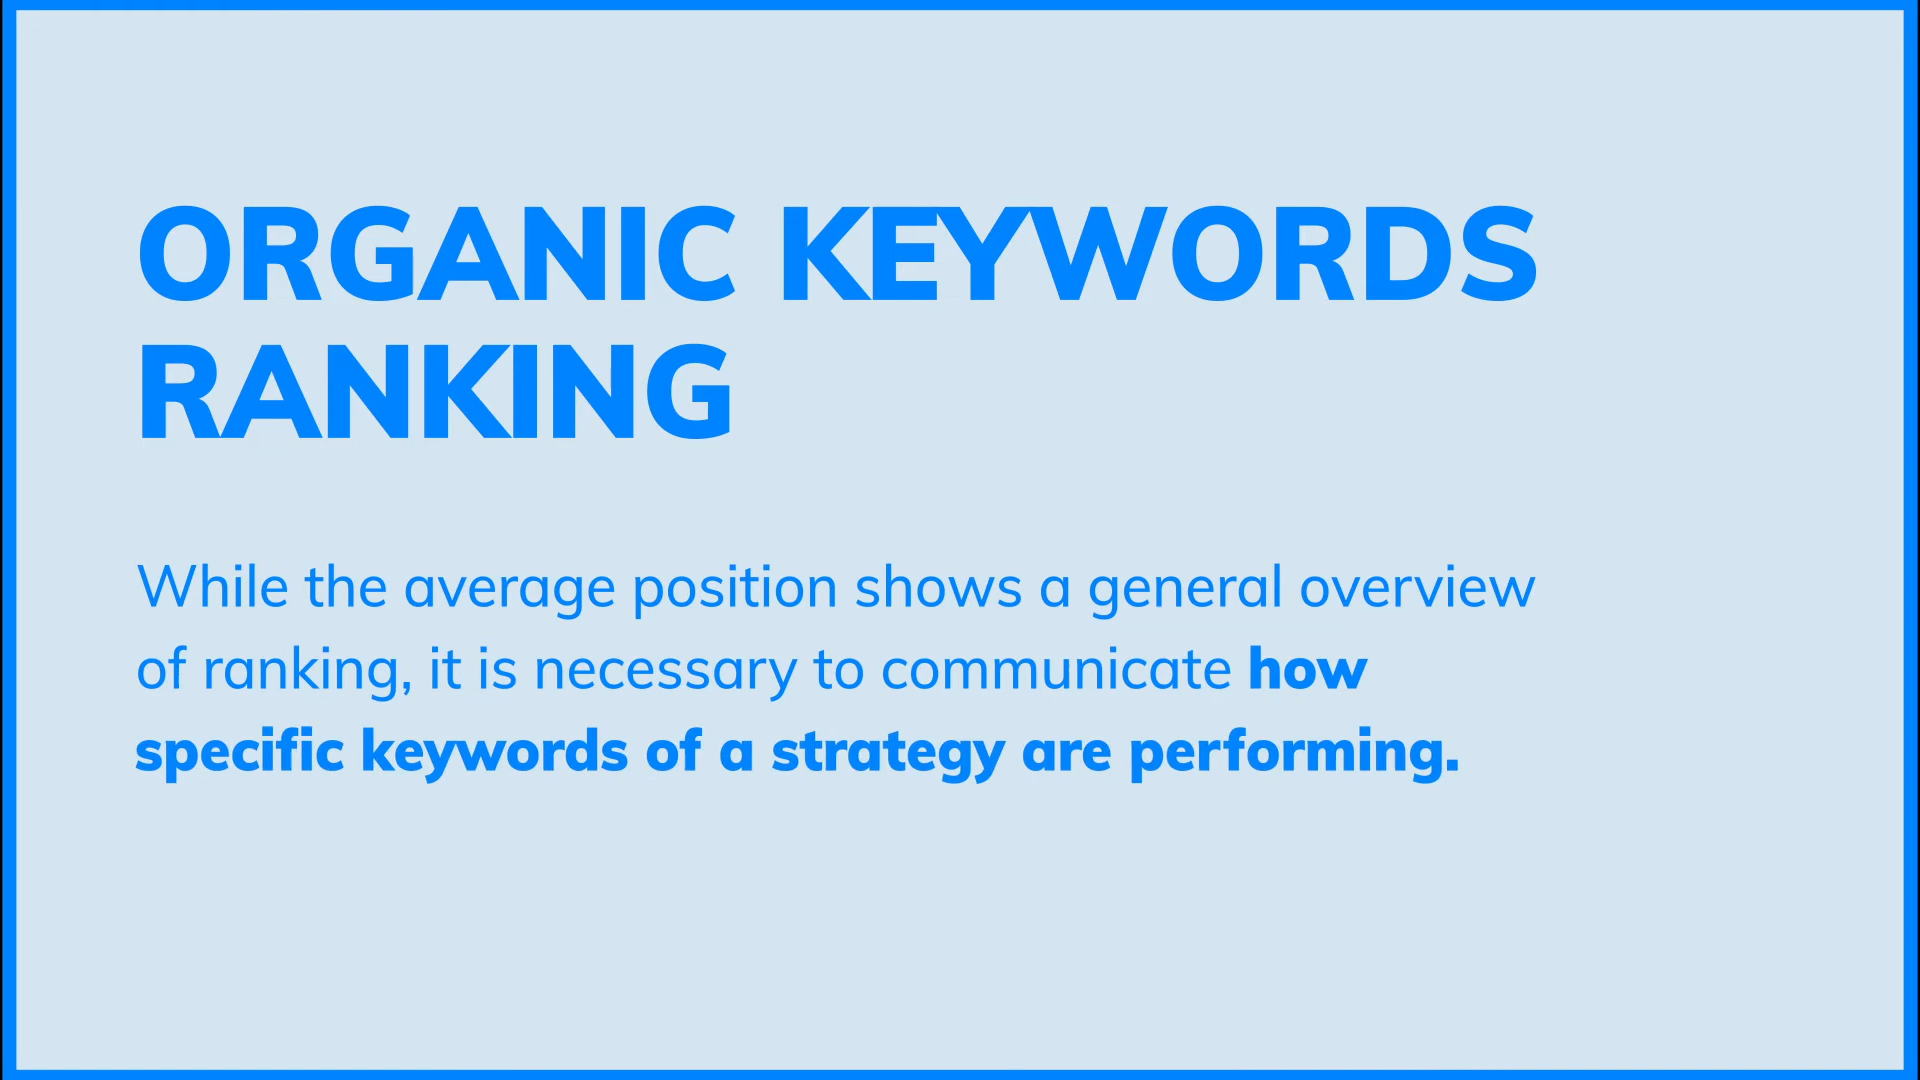 ORGANIC KEYWORDS
RANKING
While the average position shows a general overview
of ranking, it is necessary to communicate how
specific keywords of a strategy are performing.